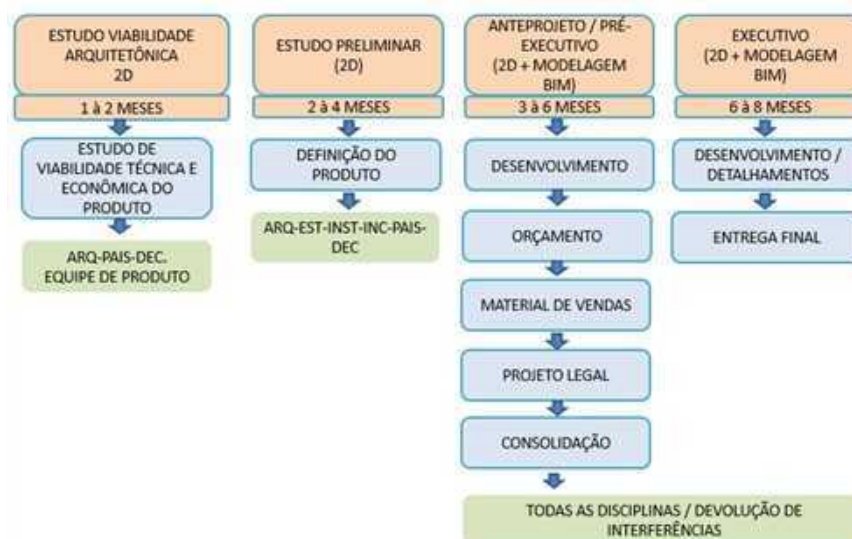 ESTUDO VIABILIDADE
ARQUITETÔNICA
2D
1 à 2 MESES
ESTUDO DE
VIABILIDADE TÉCNICA E
ECONÔMICA DO
PRODUTO
ARQ-PAIS-DEC.
EQUIPE DE PRODUTO
ESTUDO PRELIMINAR
(2D)
2 à 4 MESES
DEFINIÇÃO DO
PRODUTO
ARQ-EST-INST-INC-PAIS-
DEC
ANTEPROJETO / PRÉ-
EXECUTIVO
(2D + MODELAGEM
BIM)
3 à 6 MESES
DESENVOLVIMENTO
ORÇAMENTO
MATERIAL DE VENDAS
PROJETO LEGAL
CONSOLIDAÇÃO
EXECUTIVO
(2D + MODELAGEM
BIM)
6 à 8 MESES
DESENVOLVIMENTO /
DETALHAMENTOS
ENTREGA FINAL
TODAS AS DISCIPLINAS / DEVOLUÇÃO DE
INTERFERÊNCIAS